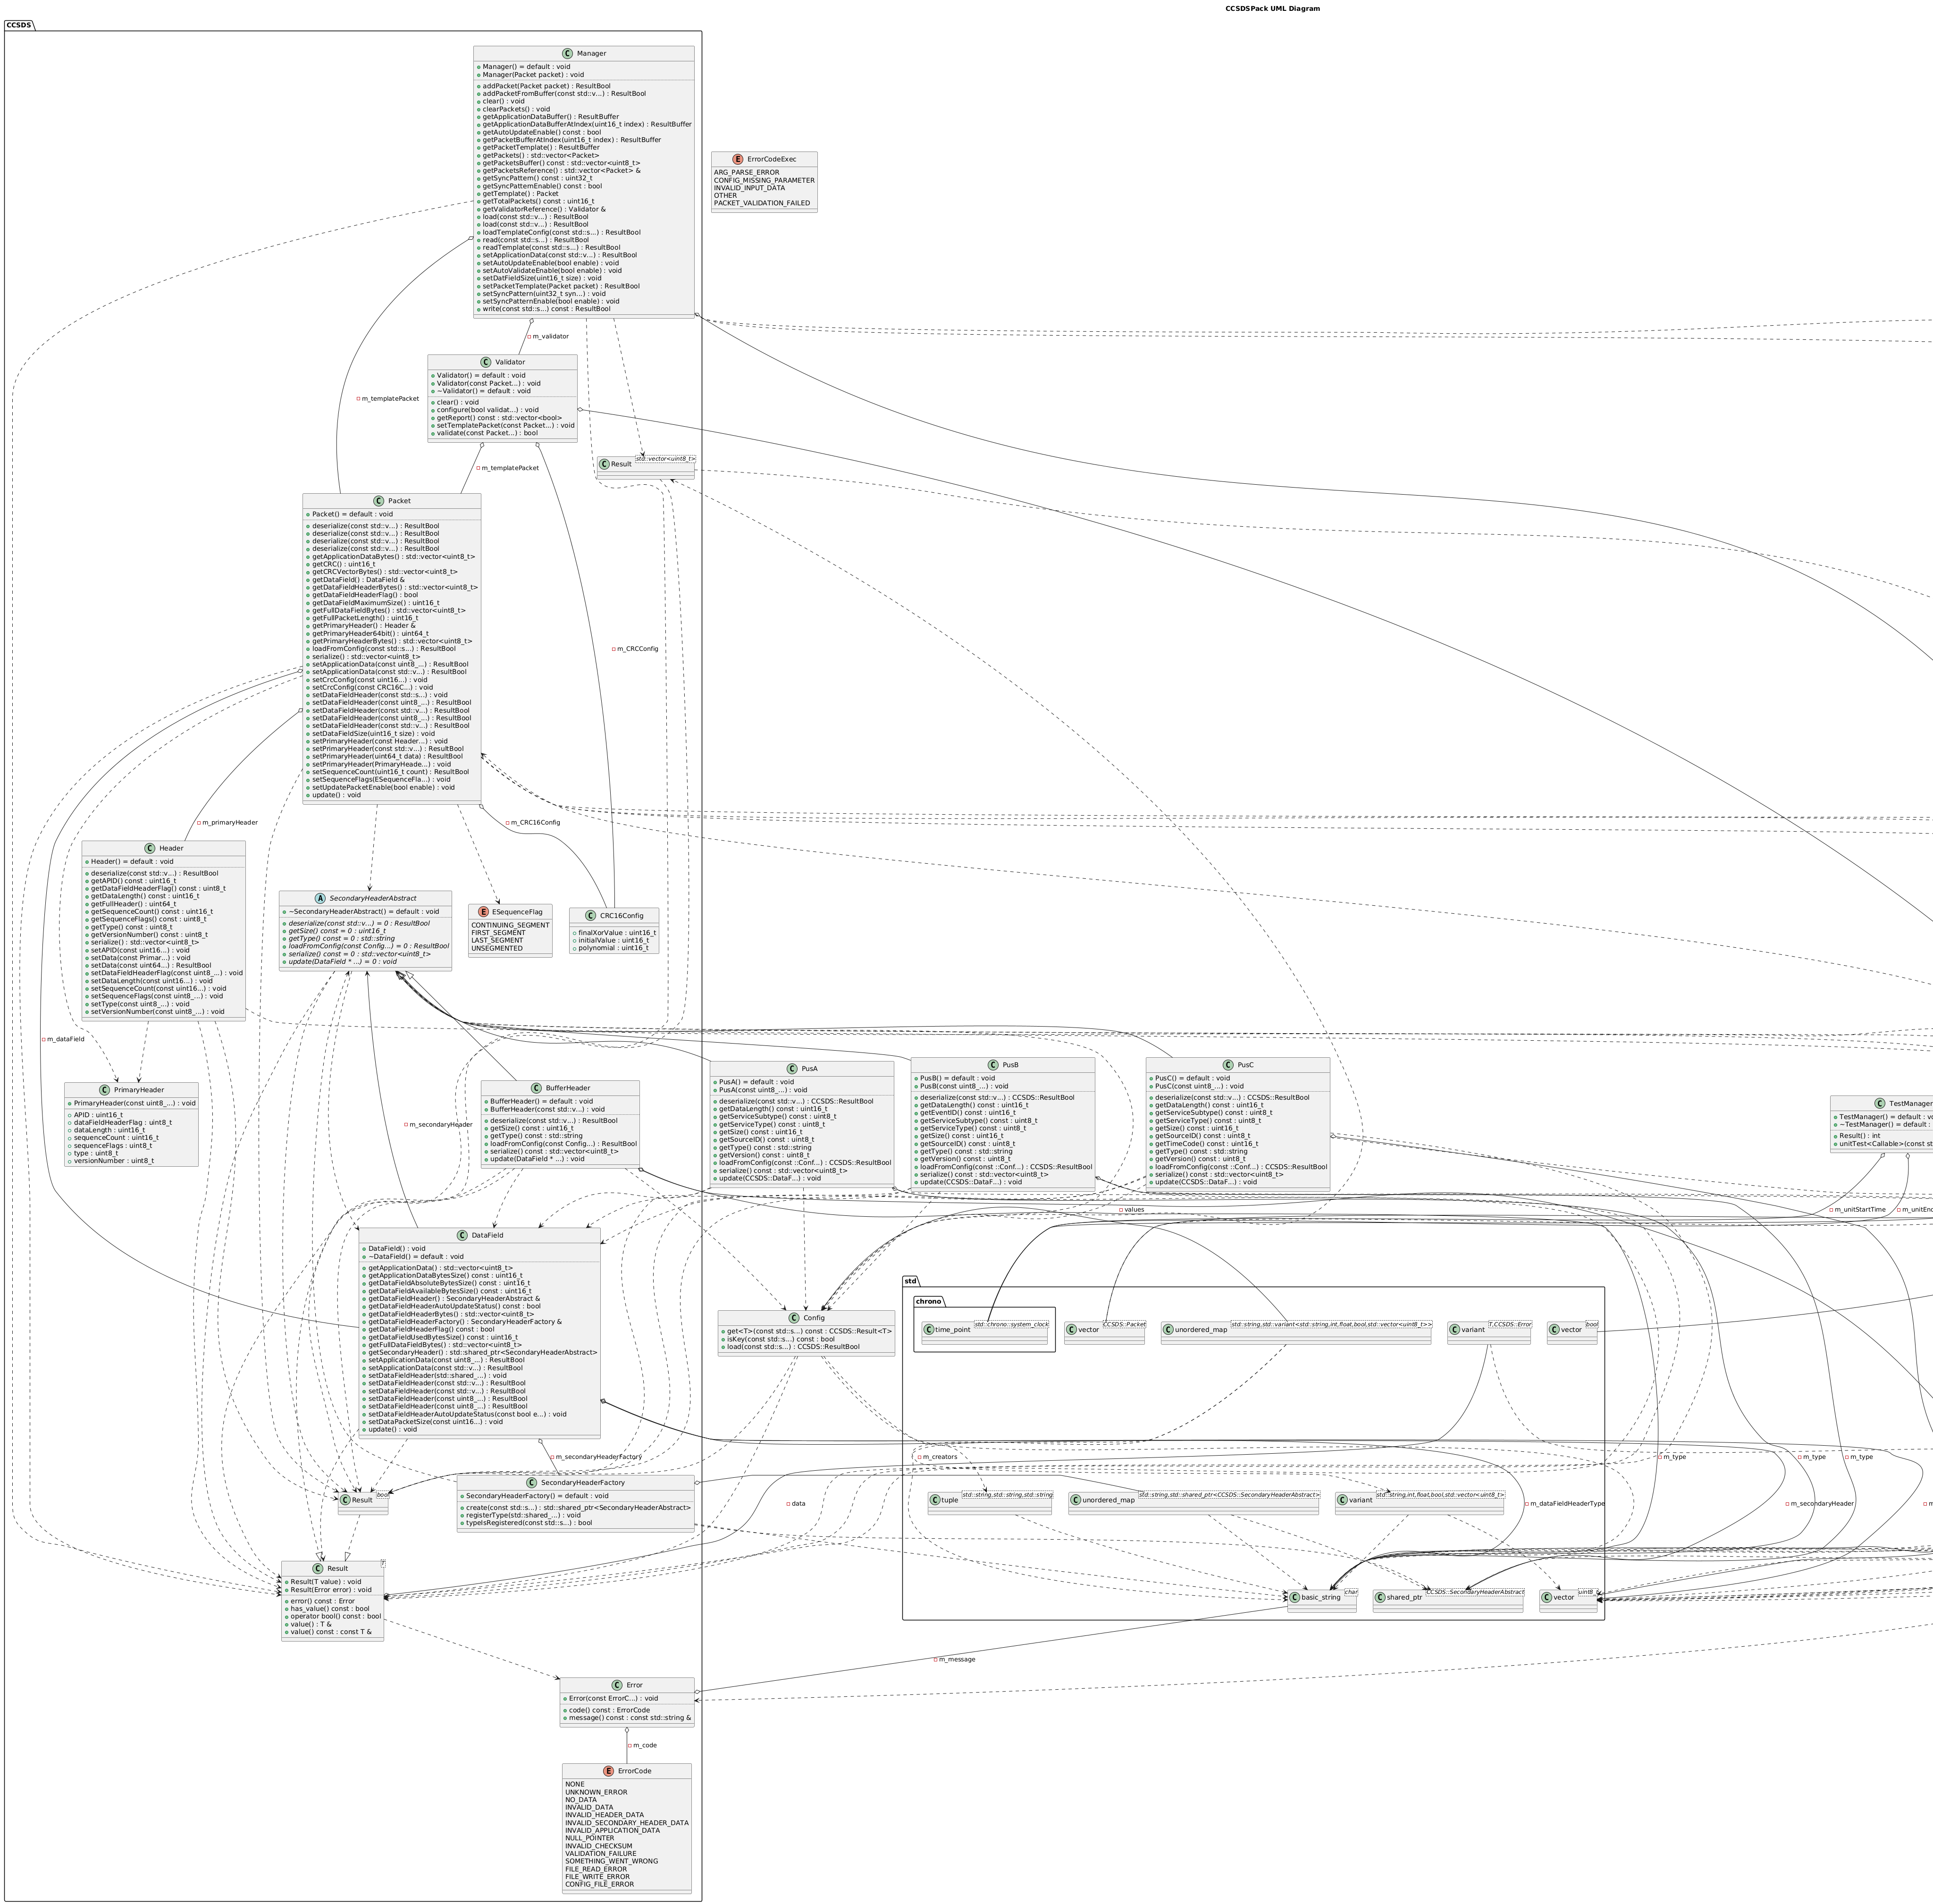 CCSDSPack UML Diagram
CCSDS
Manager
Manager() = default : void
Manager(Packet packet) : void
addPacket(Packet packet) : ResultBool
addPacketFromBuffer(const std::v...) : ResultBool
clear() : void
clearPackets() : void
getApplicationDataBuffer() : ResultBuffer
getApplicationDataBufferAtIndex(uint16_t index) : ResultBuffer
getAutoUpdateEnable() const : bool
getPacketBufferAtIndex(uint16_t index) : ResultBuffer
getPacketTemplate() : ResultBuffer
getPackets() : std::vector<Packet>
getPacketsBuffer() const : std::vector<uint8_t>
getPacketsReference() : std::vector<Packet> &
getSyncPattern() const : uint32_t
getSyncPatternEnable() const : bool
getTemplate() : Packet
getTotalPackets() const : uint16_t
getValidatorReference() : Validator &
load(const std::v...) : ResultBool
load(const std::v...) : ResultBool
loadTemplateConfig(const std::s...) : ResultBool
read(const std::s...) : ResultBool
readTemplate(const std::s...) : ResultBool
setApplicationData(const std::v...) : ResultBool
setAutoUpdateEnable(bool enable) : void
setAutoValidateEnable(bool enable) : void
setDatFieldSize(uint16_t size) : void
setPacketTemplate(Packet packet) : ResultBool
setSyncPattern(uint32_t syn...) : void
setSyncPatternEnable(bool enable) : void
write(const std::s...) const : ResultBool
ErrorCodeExec
ARG_PARSE_ERROR
CONFIG_MISSING_PARAMETER
INVALID_INPUT_DATA
OTHER
PACKET_VALIDATION_FAILED
m_validator
m_templatePacket
Validator
Validator() = default : void
Validator(const Packet...) : void
~Validator() = default : void
clear() : void
configure(bool validat...) : void
getReport() const : std::vector<bool>
setTemplatePacket(const Packet...) : void
validate(const Packet...) : bool
Result
std::vector<uint8_t>
m_templatePacket
m_CRCConfig
Packet
Packet() = default : void
deserialize(const std::v...) : ResultBool
deserialize(const std::v...) : ResultBool
deserialize(const std::v...) : ResultBool
deserialize(const std::v...) : ResultBool
getApplicationDataBytes() : std::vector<uint8_t>
getCRC() : uint16_t
getCRCVectorBytes() : std::vector<uint8_t>
getDataField() : DataField &
getDataFieldHeaderBytes() : std::vector<uint8_t>
getDataFieldHeaderFlag() : bool
getDataFieldMaximumSize() : uint16_t
getFullDataFieldBytes() : std::vector<uint8_t>
getFullPacketLength() : uint16_t
getPrimaryHeader() : Header &
getPrimaryHeader64bit() : uint64_t
getPrimaryHeaderBytes() : std::vector<uint8_t>
loadFromConfig(const std::s...) : ResultBool
serialize() : std::vector<uint8_t>
setApplicationData(const uint8_...) : ResultBool
setApplicationData(const std::v...) : ResultBool
setCrcConfig(const uint16...) : void
setCrcConfig(const CRC16C...) : void
setDataFieldHeader(const std::s...) : void
setDataFieldHeader(const uint8_...) : ResultBool
setDataFieldHeader(const std::v...) : ResultBool
setDataFieldHeader(const uint8_...) : ResultBool
setDataFieldHeader(const std::v...) : ResultBool
setDataFieldSize(uint16_t size) : void
setPrimaryHeader(const Header...) : void
setPrimaryHeader(const std::v...) : ResultBool
setPrimaryHeader(uint64_t data) : ResultBool
setPrimaryHeader(PrimaryHeade...) : void
setSequenceCount(uint16_t count) : ResultBool
setSequenceFlags(ESequenceFla...) : void
setUpdatePacketEnable(bool enable) : void
update() : void
m_primaryHeader
m_CRC16Config
Header
Header() = default : void
deserialize(const std::v...) : ResultBool
getAPID() const : uint16_t
getDataFieldHeaderFlag() const : uint8_t
getDataLength() const : uint16_t
getFullHeader() : uint64_t
getSequenceCount() const : uint16_t
getSequenceFlags() const : uint8_t
getType() const : uint8_t
getVersionNumber() const : uint8_t
serialize() : std::vector<uint8_t>
setAPID(const uint16...) : void
setData(const Primar...) : void
setData(const uint64...) : ResultBool
setDataFieldHeaderFlag(const uint8_...) : void
setDataLength(const uint16...) : void
setSequenceCount(const uint16...) : void
setSequenceFlags(const uint8_...) : void
setType(const uint8_...) : void
setVersionNumber(const uint8_...) : void
SecondaryHeaderAbstract
~SecondaryHeaderAbstract() = default : void
deserialize(const std::v...) = 0 : ResultBool
getSize() const = 0 : uint16_t
getType() const = 0 : std::string
loadFromConfig(const Config...) = 0 : ResultBool
serialize() const = 0 : std::vector<uint8_t>
update(DataField * ...) = 0 : void
ESequenceFlag
CONTINUING_SEGMENT
FIRST_SEGMENT
LAST_SEGMENT
UNSEGMENTED
CRC16Config
finalXorValue : uint16_t
initialValue : uint16_t
polynomial : uint16_t
m_dataField
PrimaryHeader
PrimaryHeader(const uint8_...) : void
APID : uint16_t
dataFieldHeaderFlag : uint8_t
dataLength : uint16_t
sequenceCount : uint16_t
sequenceFlags : uint8_t
type : uint8_t
versionNumber : uint8_t
m_secondaryHeader
BufferHeader
BufferHeader() = default : void
BufferHeader(const std::v...) : void
deserialize(const std::v...) : ResultBool
getSize() const : uint16_t
getType() const : std::string
loadFromConfig(const Config...) : ResultBool
serialize() const : std::vector<uint8_t>
update(DataField * ...) : void
PusA
PusA() = default : void
PusA(const uint8_...) : void
deserialize(const std::v...) : CCSDS::ResultBool
getDataLength() const : uint16_t
getServiceSubtype() const : uint8_t
getServiceType() const : uint8_t
getSize() const : uint16_t
getSourceID() const : uint8_t
getType() const : std::string
getVersion() const : uint8_t
loadFromConfig(const ::Conf...) : CCSDS::ResultBool
serialize() const : std::vector<uint8_t>
update(CCSDS::DataF...) : void
PusB
PusB() = default : void
PusB(const uint8_...) : void
deserialize(const std::v...) : CCSDS::ResultBool
getDataLength() const : uint16_t
getEventID() const : uint16_t
getServiceSubtype() const : uint8_t
getServiceType() const : uint8_t
getSize() const : uint16_t
getSourceID() const : uint8_t
getType() const : std::string
getVersion() const : uint8_t
loadFromConfig(const ::Conf...) : CCSDS::ResultBool
serialize() const : std::vector<uint8_t>
update(CCSDS::DataF...) : void
PusC
PusC() = default : void
PusC(const uint8_...) : void
deserialize(const std::v...) : CCSDS::ResultBool
getDataLength() const : uint16_t
getServiceSubtype() const : uint8_t
getServiceType() const : uint8_t
getSize() const : uint16_t
getSourceID() const : uint8_t
getTimeCode() const : uint16_t
getType() const : std::string
getVersion() const : uint8_t
loadFromConfig(const ::Conf...) : CCSDS::ResultBool
serialize() const : std::vector<uint8_t>
update(CCSDS::DataF...) : void
TestManager
TestManager() = default : vo
~TestManager() = default :
Result() : int
unitTest<Callable>(const st
values
m_unitStartTime
m_unitEnd
DataField
DataField() : void
~DataField() = default : void
getApplicationData() : std::vector<uint8_t>
getApplicationDataBytesSize() const : uint16_t
getDataFieldAbsoluteBytesSize() const : uint16_t
getDataFieldAvailableBytesSize() const : uint16_t
getDataFieldHeader() : SecondaryHeaderAbstract &
getDataFieldHeaderAutoUpdateStatus() const : bool
getDataFieldHeaderBytes() : std::vector<uint8_t>
getDataFieldHeaderFactory() : SecondaryHeaderFactory &
getDataFieldHeaderFlag() const : bool
getDataFieldUsedBytesSize() const : uint16_t
getFullDataFieldBytes() : std::vector<uint8_t>
getSecondaryHeader() : std::shared_ptr<SecondaryHeaderAbstract>
setApplicationData(const uint8_...) : ResultBool
setApplicationData(const std::v...) : ResultBool
setDataFieldHeader(std::shared_...) : void
setDataFieldHeader(const std::v...) : ResultBool
setDataFieldHeader(const std::v...) : ResultBool
setDataFieldHeader(const uint8_...) : ResultBool
setDataFieldHeader(const uint8_...) : ResultBool
setDataFieldHeaderAutoUpdateStatus(const bool e...) : void
setDataPacketSize(const uint16...) : void
update() : void
Config
get<T>(const std::s...) const : CCSDS::Result<T>
isKey(const std::s...) const : bool
load(const std::s...) : CCSDS::ResultBool
std
chrono
time_point
std::chrono::system_clock
vector
CCSDS::Packet
unordered_map
std::string,std::variant<std::string,int,float,bool,std::vector<uint8_t>>
variant
T,CCSDS::Error
vector
bool
m_secondaryHeaderFactory
m_creators
m_type
m_type
m_type
Result
bool
SecondaryHeaderFactory
SecondaryHeaderFactory() = default : void
create(const std::s...) : std::shared_ptr<SecondaryHeaderAbstract>
registerType(std::shared_...) : void
typeIsRegistered(const std::s...) : bool
data
tuple
std::string,std::string,std::string
unordered_map
std::string,std::shared_ptr<CCSDS::SecondaryHeaderAbstract>
variant
std::string,int,float,bool,std::vector<uint8_t>
m_dataFieldHeaderType
m_secondaryHeader
Result
T
Result(T value) : void
Result(Error error) : void
error() const : Error
has_value() const : bool
operator bool() const : bool
value() : T &
value() const : const T &
basic_string
char
shared_ptr
CCSDS::SecondaryHeaderAbstract
vector
uint8_t
m_message
Error
Error(const ErrorC...) : void
code() const : ErrorCode
message() const : const std::string &
m_code
ErrorCode
NONE
UNKNOWN_ERROR
NO_DATA
INVALID_DATA
INVALID_HEADER_DATA
INVALID_SECONDARY_HEADER_DATA
INVALID_APPLICATION_DATA
NULL_POINTER
INVALID_CHECKSUM
VALIDATION_FAILURE
SOMETHING_WENT_WRONG
FILE_READ_ERROR
FILE_WRITE_ERROR
CONFIG_FILE_ERROR